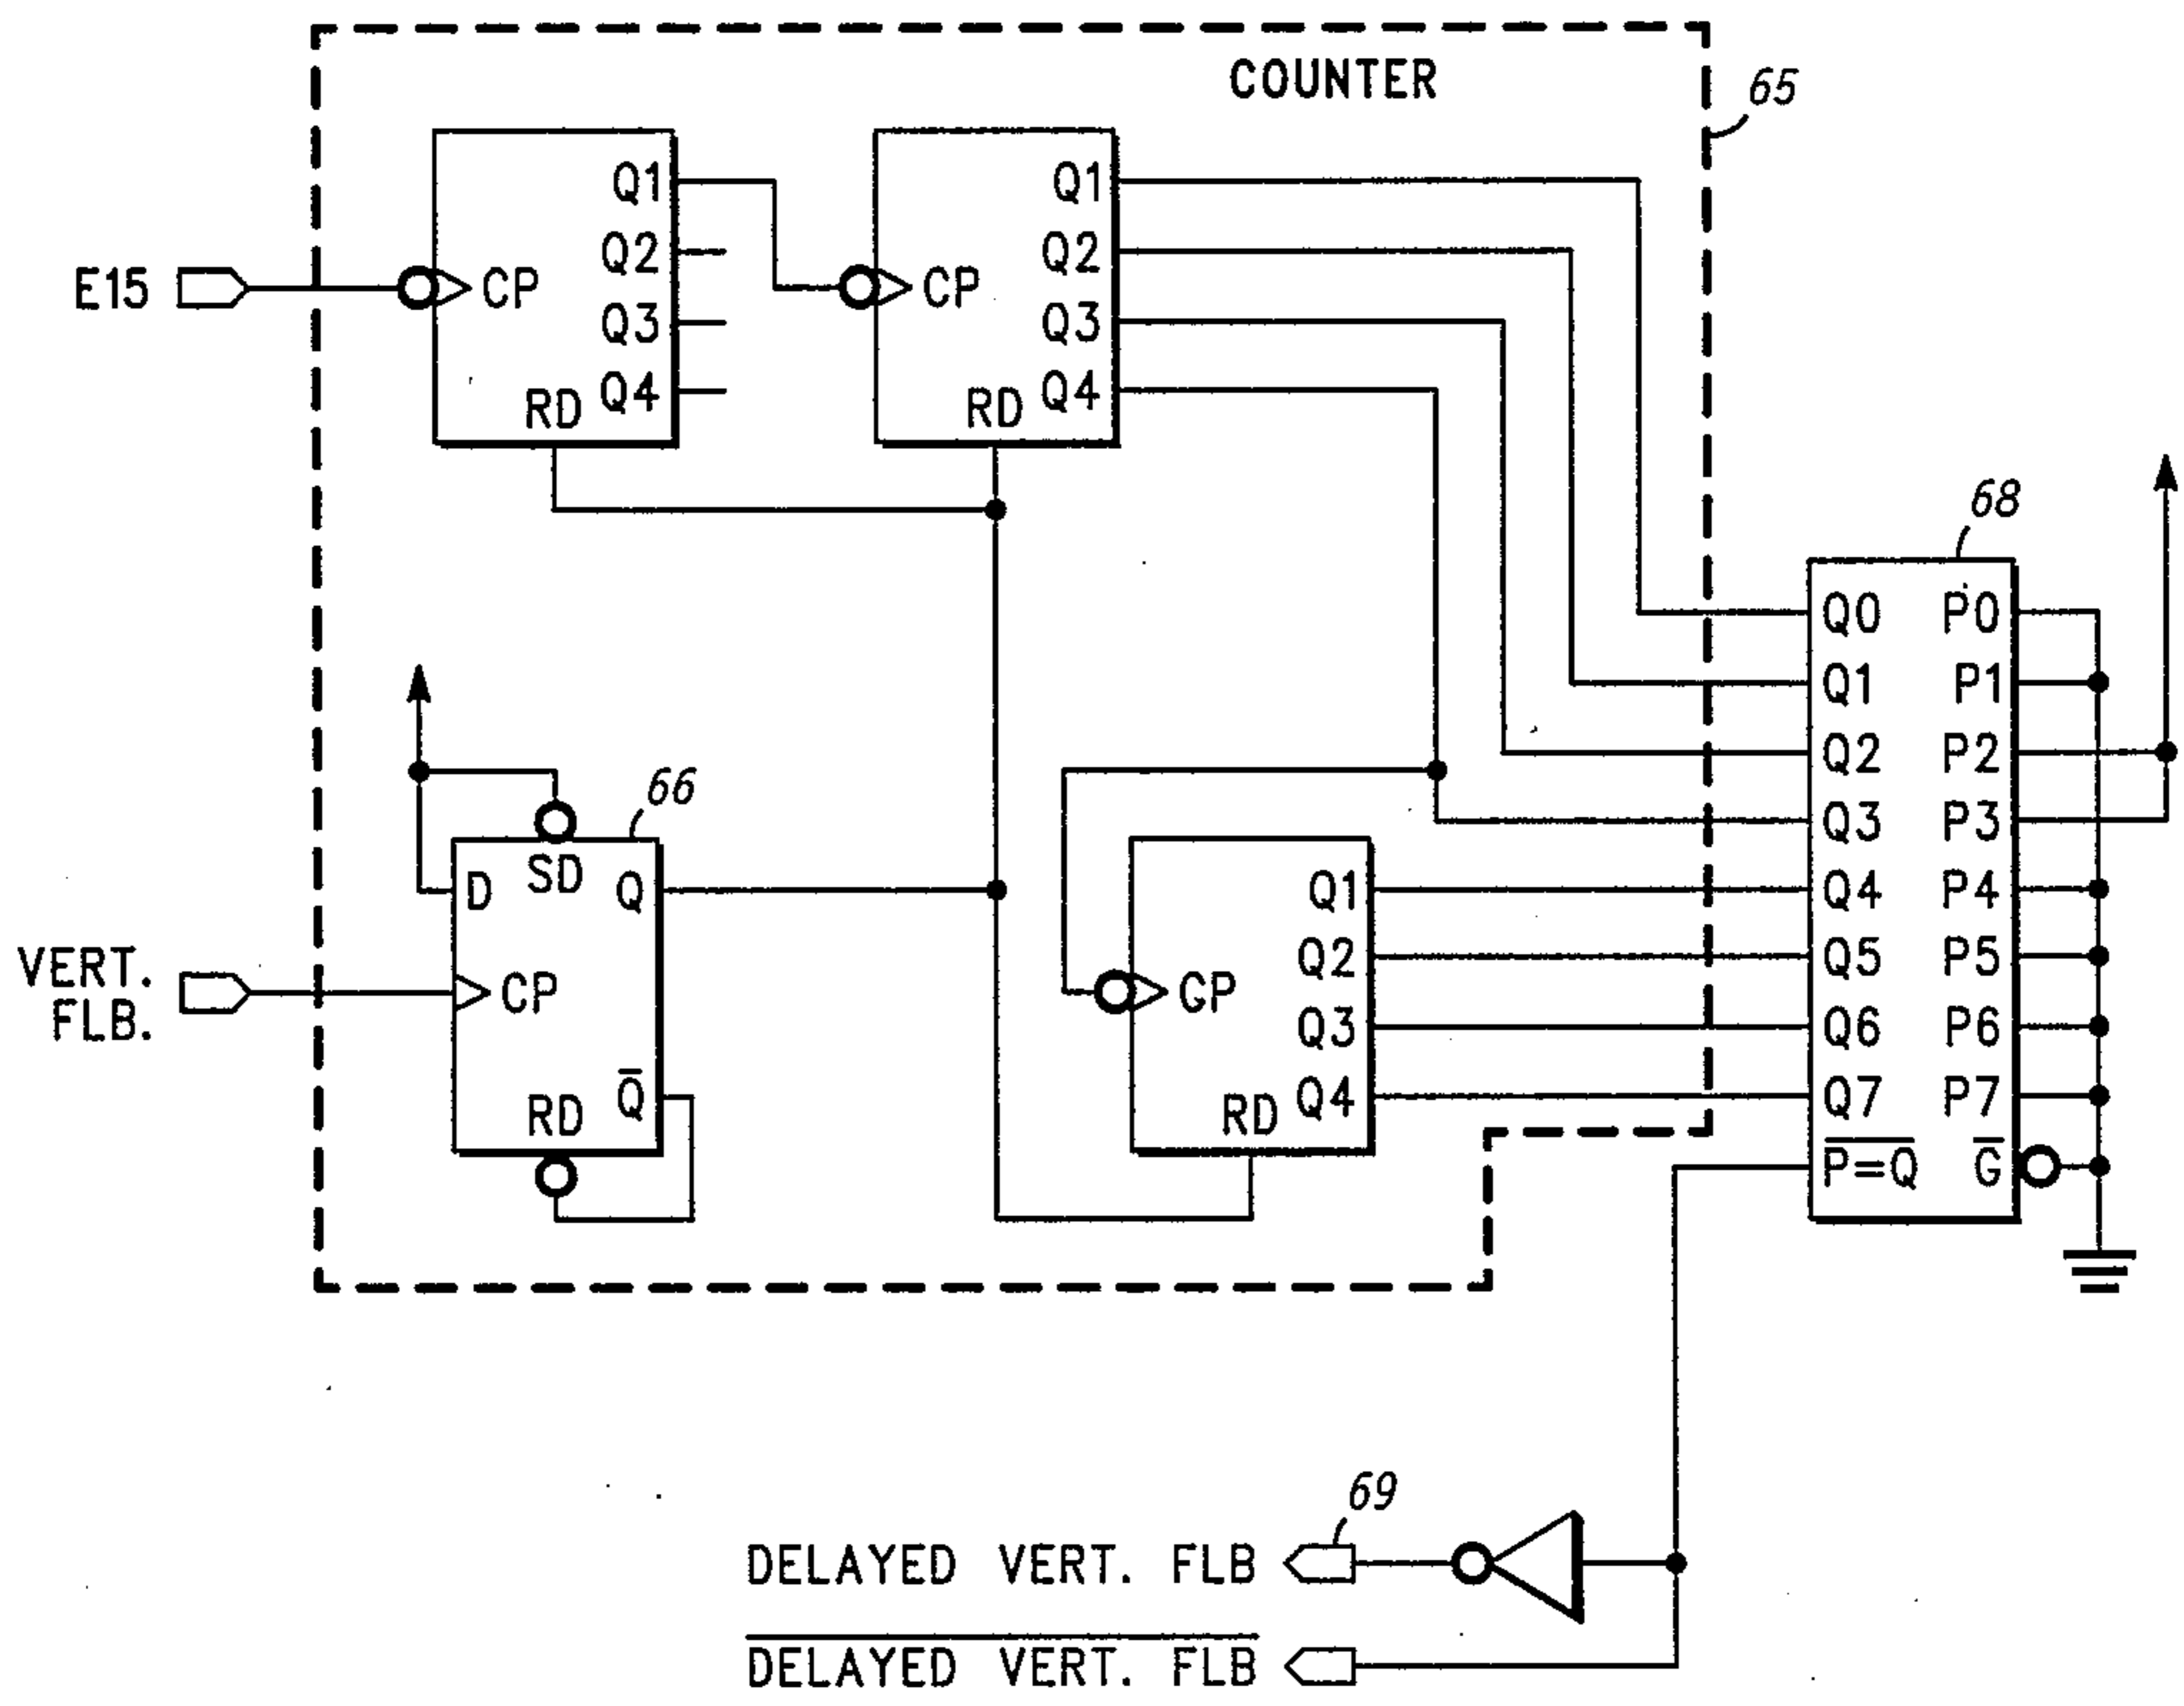 COUNTER
65
Q1
Q2
Q3
Q4
CP
RD
Q1
Q2
Q3
Q4
CP
RD
E15
68
Q0 P0
Q1 P1
Q2 P2
Q3 P3
Q4 P4
Q5 P5
Q6 P6
Q7 P7
P=Q G
66
SD
D Q
CP
RD Q
VERT.
FLB.
Q1
Q2
Q3
Q4
GP
RD
69
DELAYED VERT. FLB
DELAYED VERT. FLB